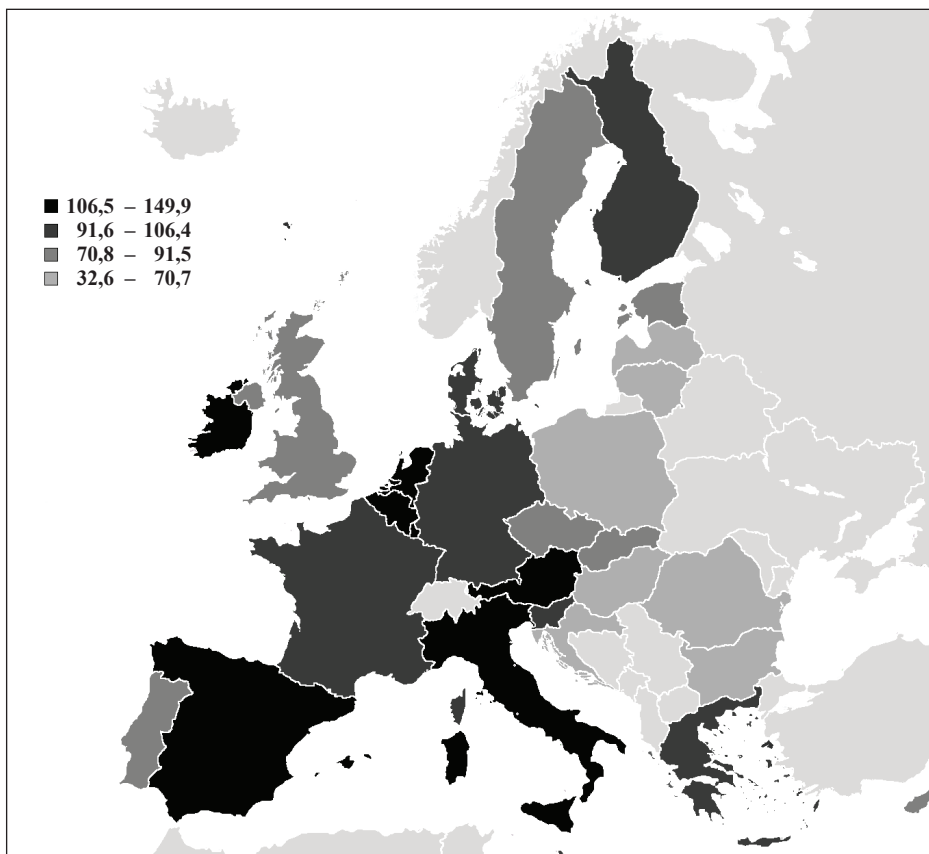 106,5 – 149,9
91,6 – 106,4
70,8 – 91,5
32,6 – 70,7